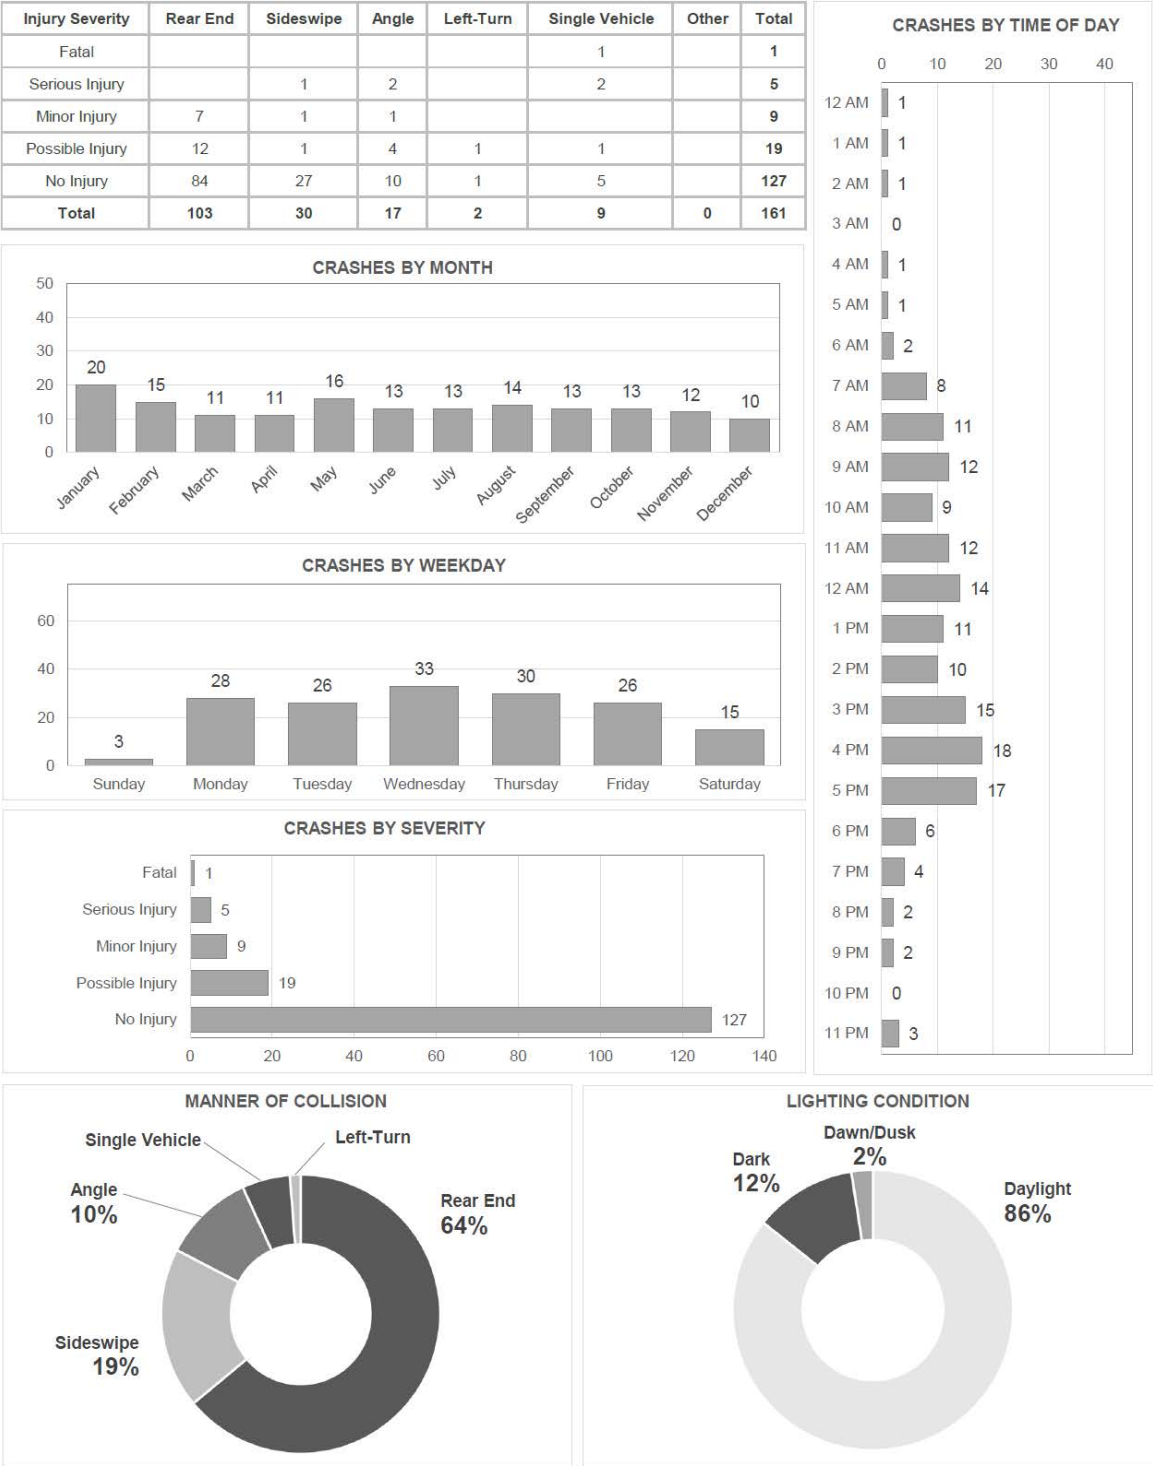 Injury Severity Rear End Sideswipe Angle Left-Turn Single Vehicle Other Total
Fatal 1 1
Serious Injury 1 2 2 5
Minor Injury 7 1 1 9
Possible Injury 12 1 4 1 1 19
No Injury 84 27 10 1 5 127
Total 103 30 17 2 9 0 161
CRASHES BY MONTH
50
40
30
20
10
0
20 15 11 11 16 13 13 14 13 13 12 10
January February March April May June July August September October November December
CRASHES BY WEEKDAY
60
40
20
0
3 28 26 33 30 26 15
Sunday Monday Tuesday Wednesday Thursday Friday Saturday
CRASHES BY SEVERITY
Fatal 1
Serious Injury 5
Minor Injury 9
Possible Injury 19
No Injury 127
0 20 40 60 80 100 120 140
CRASHES BY TIME OF DAY
0 10 20 30 40
12 AM 1
1 AM 1
2 AM 1
3 AM 0
4 AM 1
5 AM 1
6 AM 2
7 AM 8
8 AM 11
9 AM 12
10 AM 9
11 AM 12
12 AM 14
1 PM 11
2 PM 10
3 PM 15
4 PM 18
5 PM 17
6 PM 6
7 PM 4
8 PM 2
9 PM 2
10 PM 0
11 PM 3
MANNER OF COLLISION
Single Vehicle
Left-Turn
Angle
10%
Rear End
64%
Sideswipe
19%
LIGHTING CONDITION
Dawn/Dusk
2%
Dark
12%
Daylight
86%